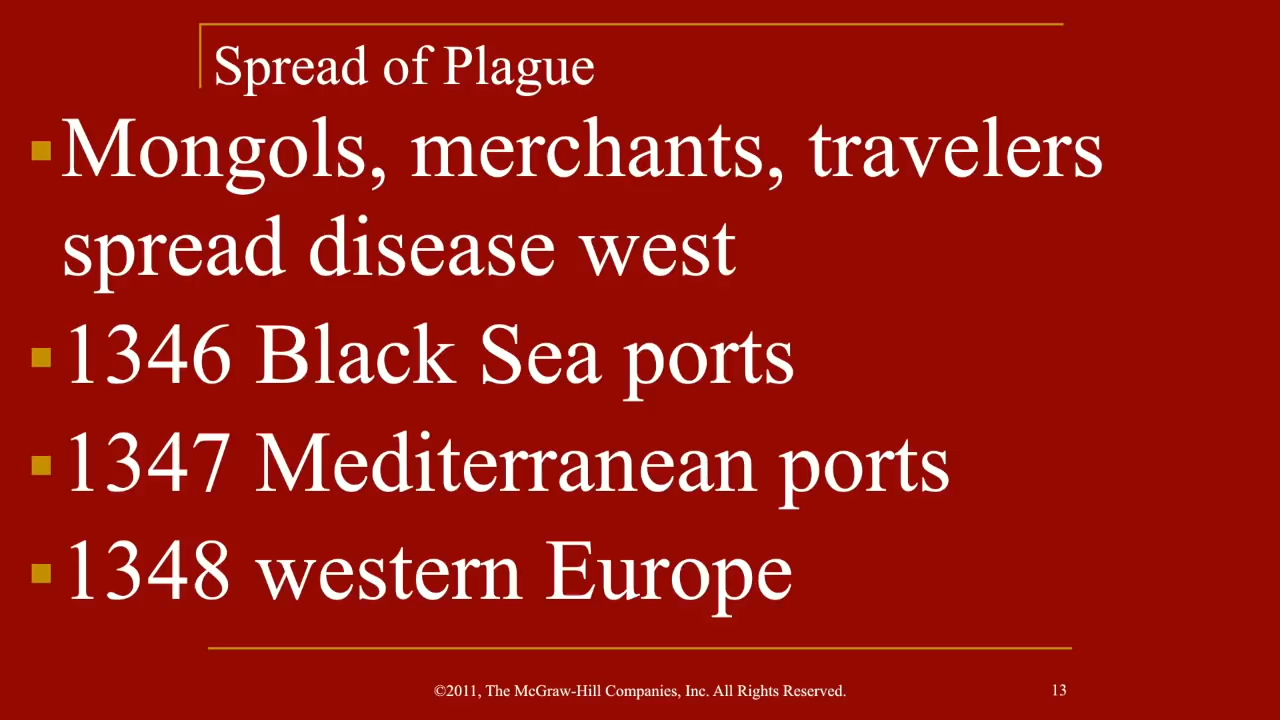 Spread of Plague
Mongols, merchants, travelers
spread disease west
1346 Black Sea ports
1347 Mediterranean ports
1348 western Europe
©2011, The McGraw-Hill Companies, Inc. All Rights Reserved.
13